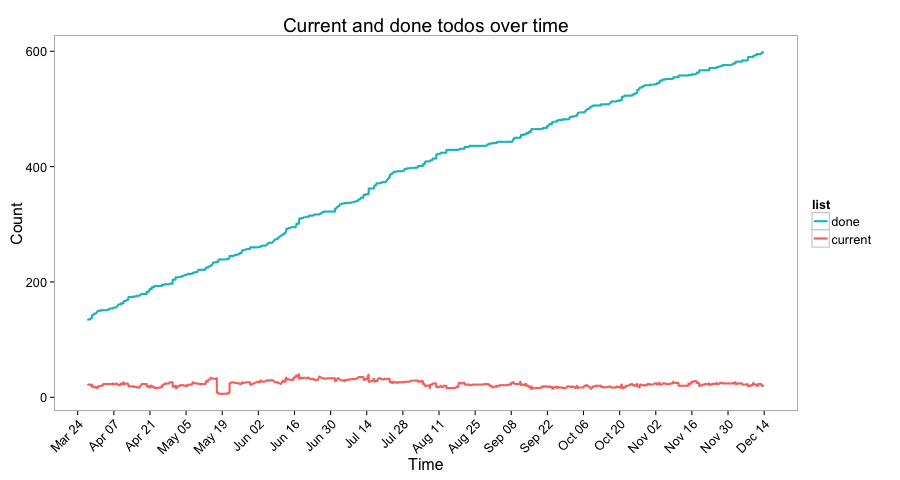 Current and done todos over time
600
400
200
0
Count
Mar 24
Apr 07
Apr 21
May 05
May 19
Jun 02
Jun 16
Jun 30
Jul 14
Jul 28
Aug 11
Aug 25
Sep 08
Sep 22
Oct 06
Oct 20
Nov 02
Nov 16
Nov 30
Dec 14
Time
list
done
current